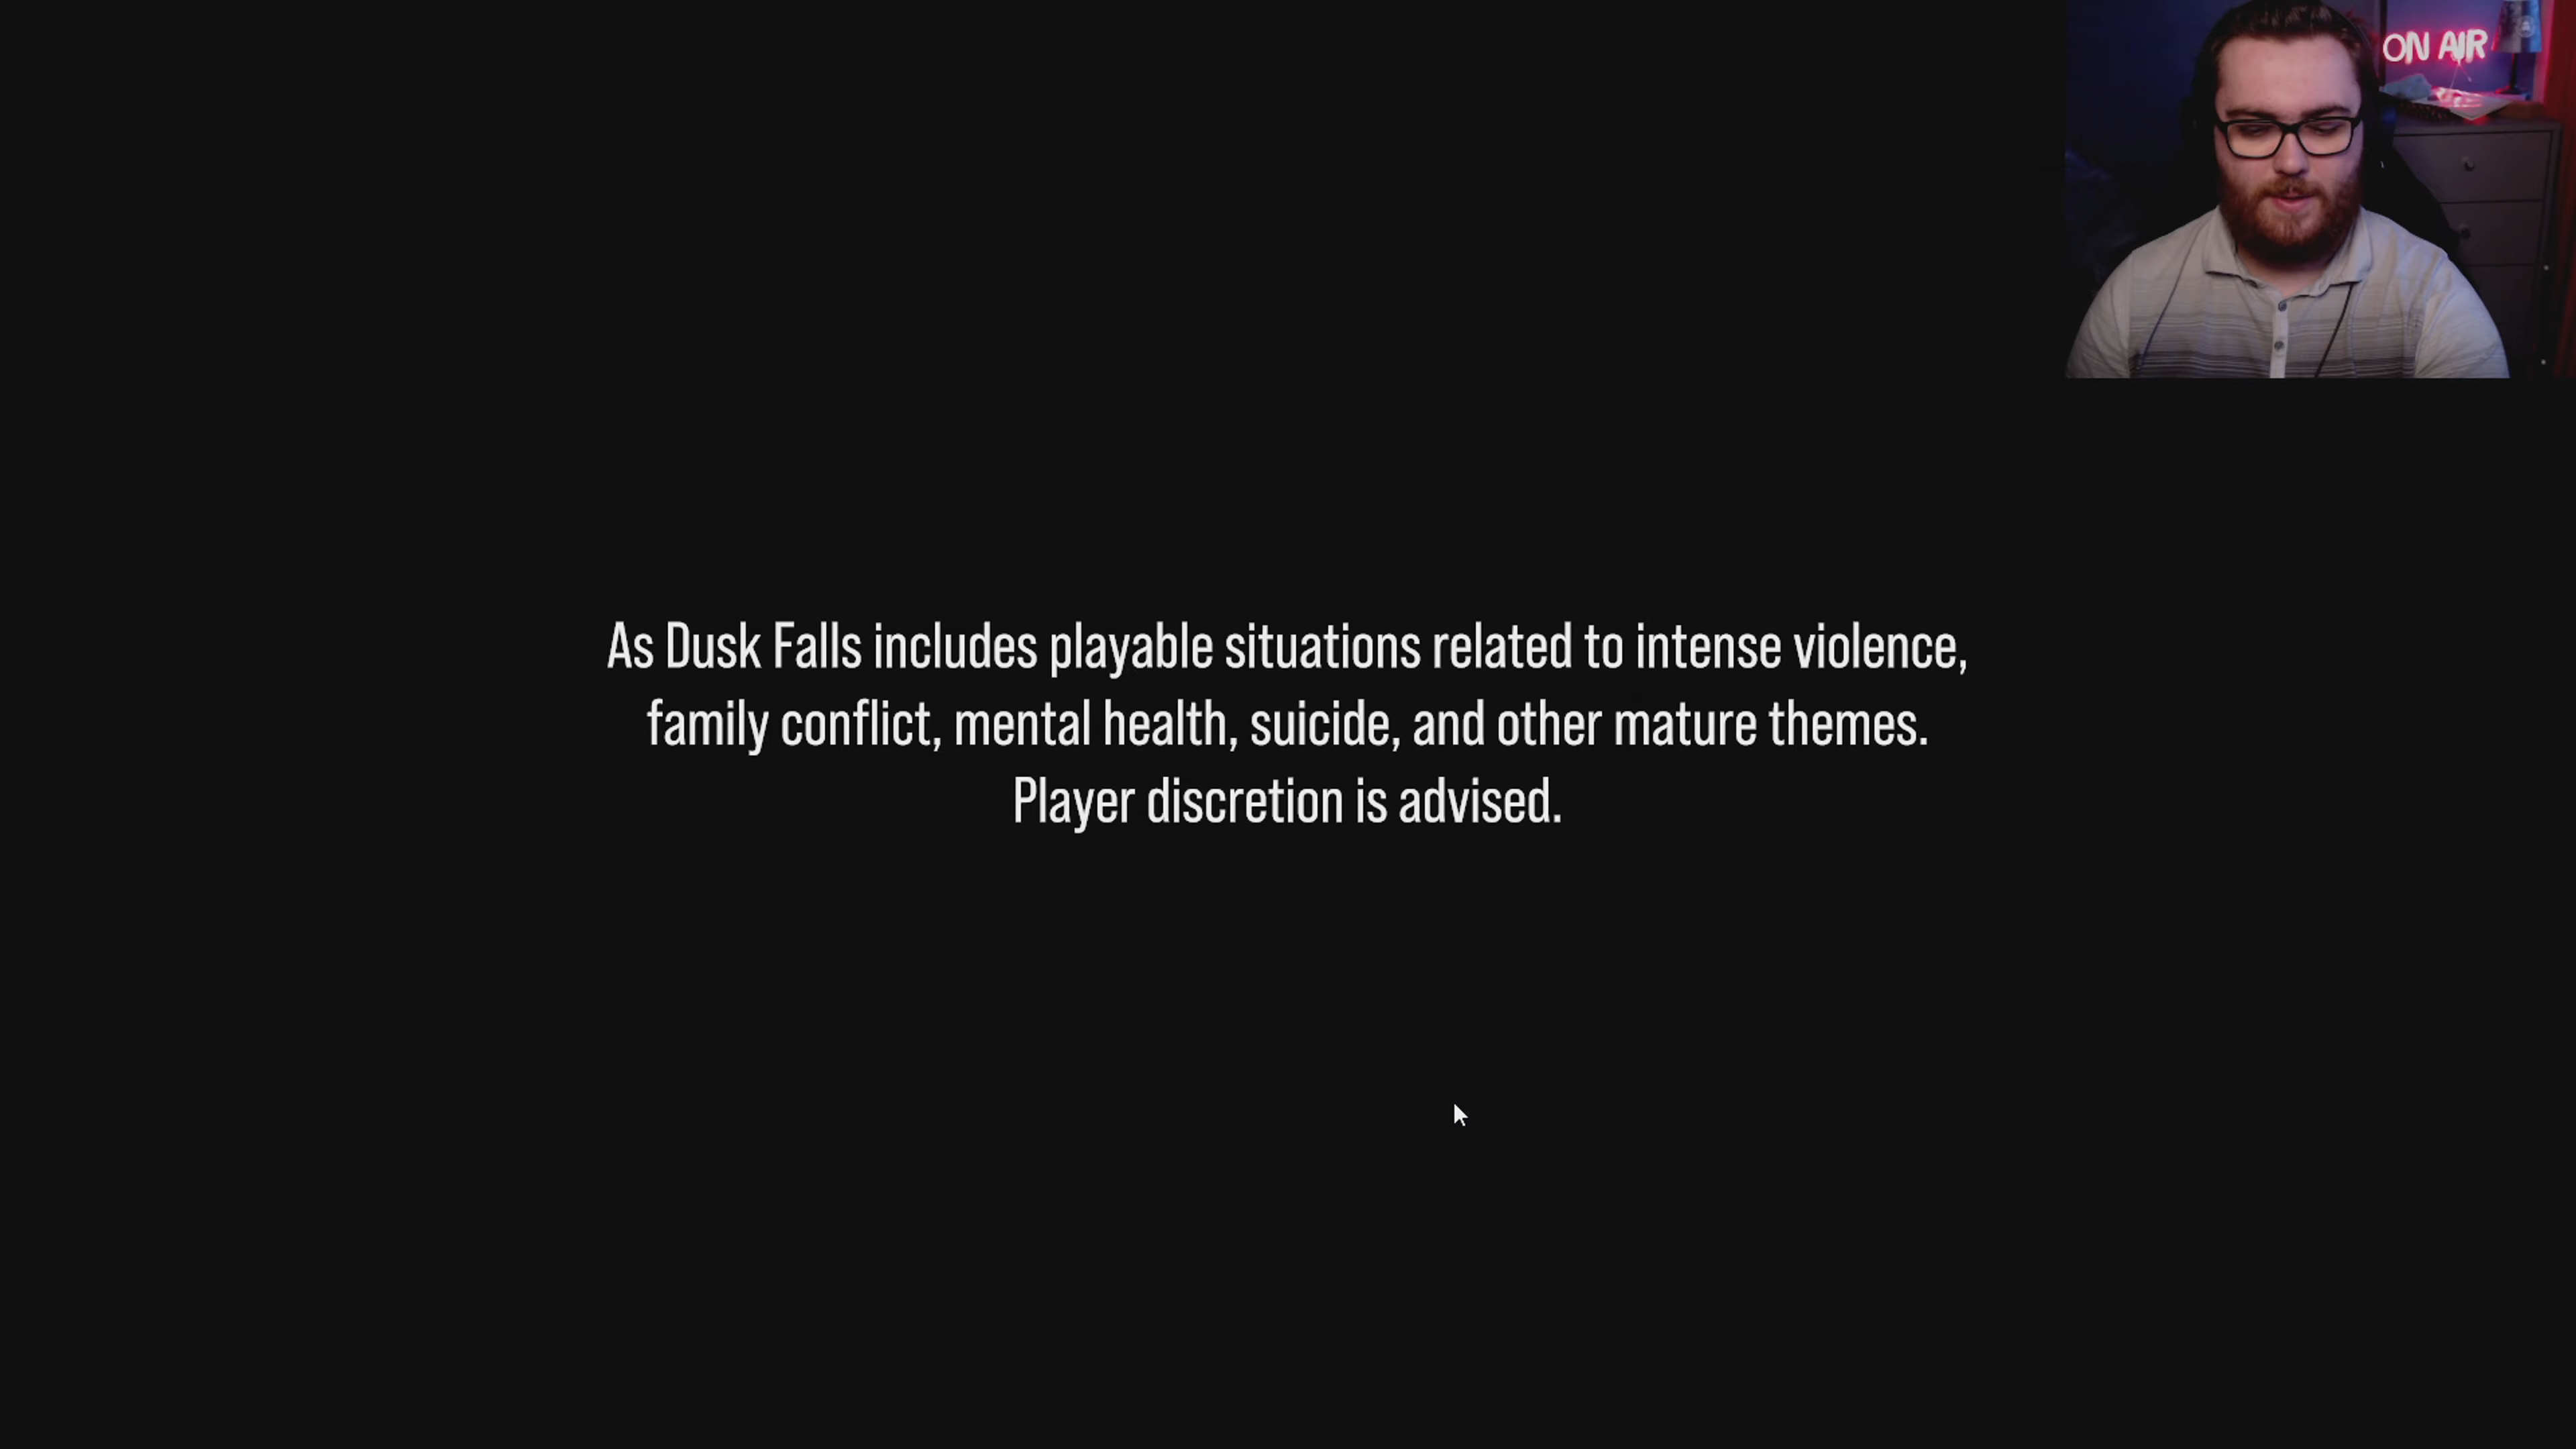 ON AIR
As Dusk Falls includes playable situations related to intense violence,
family conflict, mental health, suicide, and other mature themes.
Player discretion is advised.